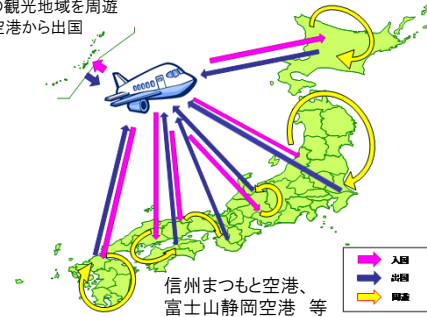 の観光地域を周遊
空港から出国
信州まつもと空港、
富士山静岡空港 等
入国
出国
周遊